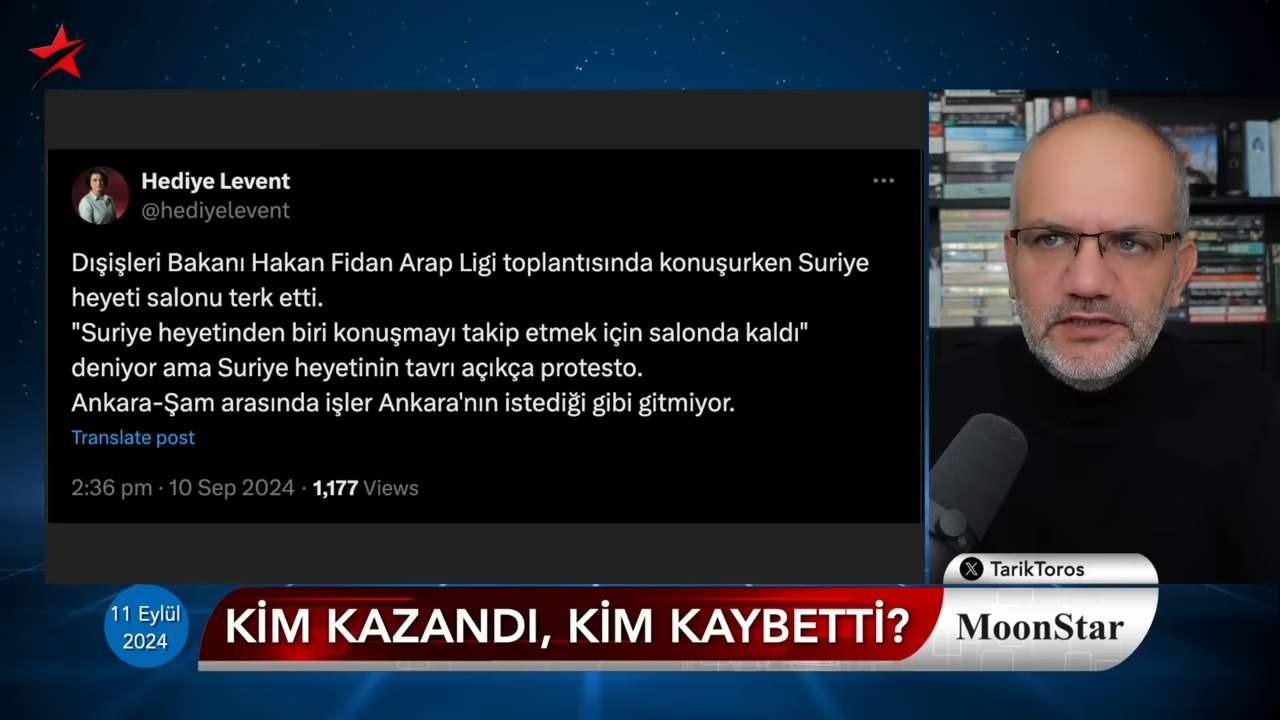 Hediye Levent
@hediyelevent
Dışişleri Bakanı Hakan Fidan Arap Ligi toplantısında konuşurken Suriye
heyeti salonu terk etti.
"Suriye heyetinden biri konuşmayı takip etmek için salonda kaldı"
deniyor ama Suriye heyetinin tavrı açıkça protesto.
Ankara-Şam arasında işler Ankara'nın istediği gibi gitmiyor.
Translate post
2:36 pm · 10 Sep 2024 · 1,177 Views
X TarikToros
11 Eylül
2024
KİM KAZANDI, KİM KAYBETTİ?
MoonStar